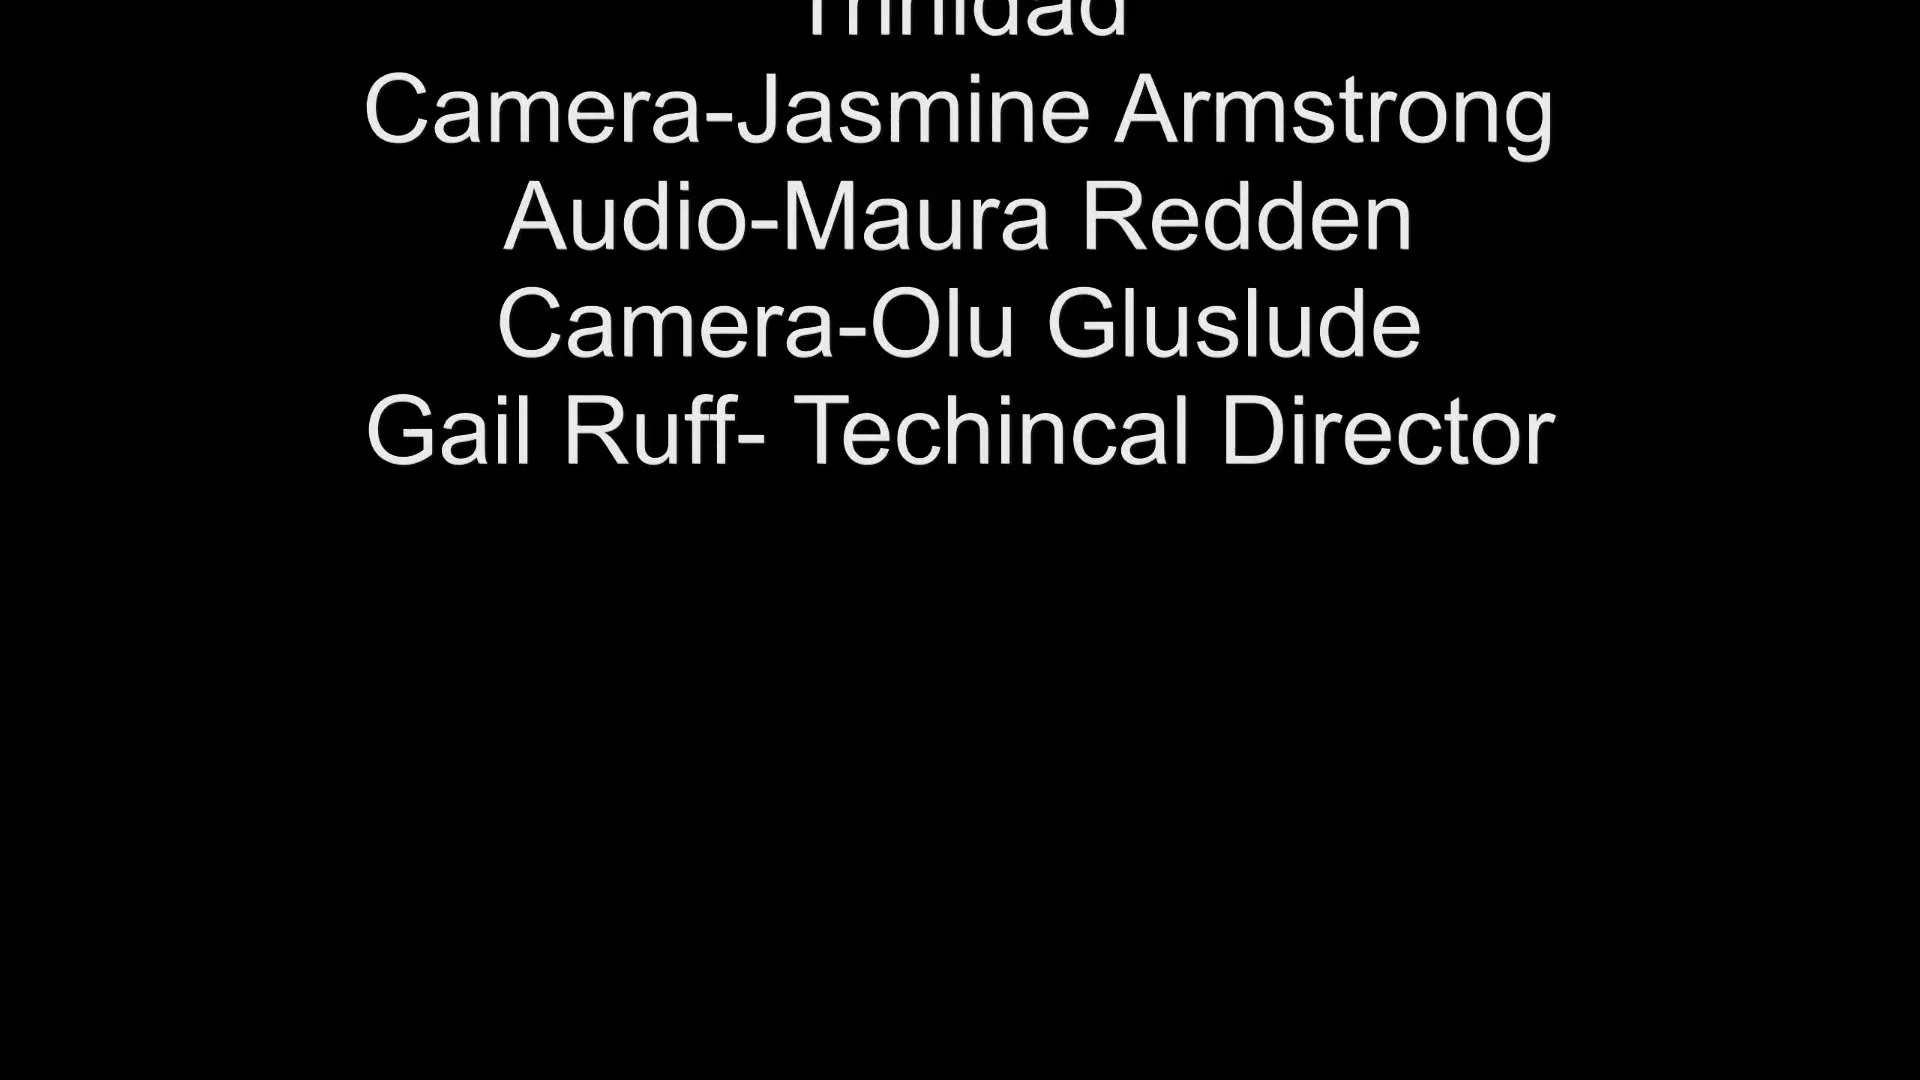 Trinidad
Camera-Jasmine Armstrong
Audio-Maura Redden
Camera-Olu Gluslude
Gail Ruff- Techincal Director